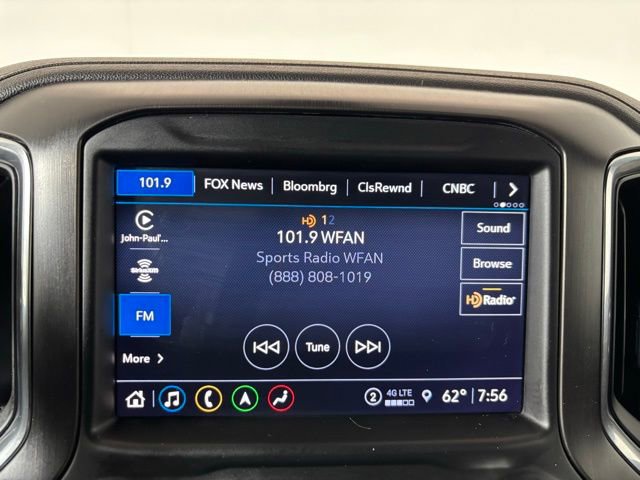 101.9 FOX News Bloombrg ClsRewnd CNBC
C
John-Paul'...
HD 1 2
101.9 WFAN
Sports Radio WFAN
(888) 808-1019
Sound
Browse
HD Radio
SiriusXM
FM
More
Tune
2 4G LTE 62° 7:56